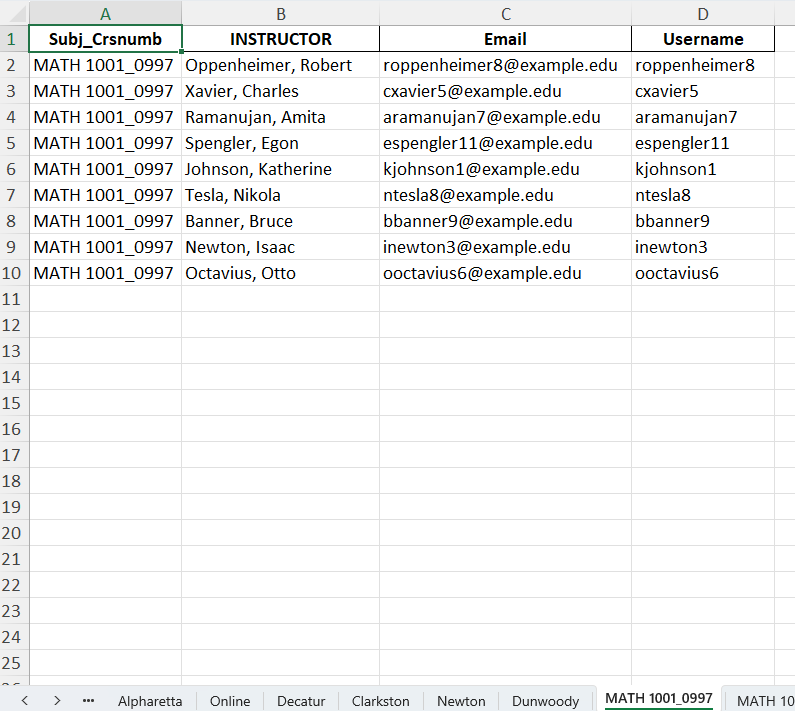 A B C D
1 Subj_Crsnumb INSTRUCTOR Email Username
2 MATH 1001_0997 Oppenheimer, Robert roppenheimer8@example.edu roppenheimer8
3 MATH 1001_0997 Xavier, Charles cxavier5@example.edu cxavier5
4 MATH 1001_0997 Ramanujan, Amita aramanujan7@example.edu aramanujan7
5 MATH 1001_0997 Spengler, Egon espengler11@example.edu espengler11
6 MATH 1001_0997 Johnson, Katherine kjohnson1@example.edu kjohnson1
7 MATH 1001_0997 Tesla, Nikola ntesla8@example.edu ntesla8
8 MATH 1001_0997 Banner, Bruce bbanner9@example.edu bbanner9
9 MATH 1001_0997 Newton, Isaac inewton3@example.edu inewton3
10 MATH 1001_0997 Octavius, Otto ooctavius6@example.edu ooctavius6
11
12
13
14
15
16
17
18
19
20
21
22
23
24
25
Alpharetta Online Decatur Clarkston Newton Dunwoody MATH 1001_0997 MATH 10